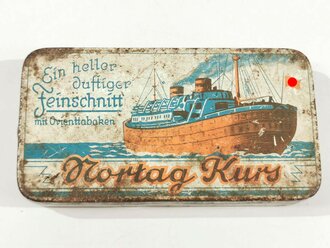 Ein heller
duftiger
Feinschnitt
mit Orienttabaken
Nortag Kurs